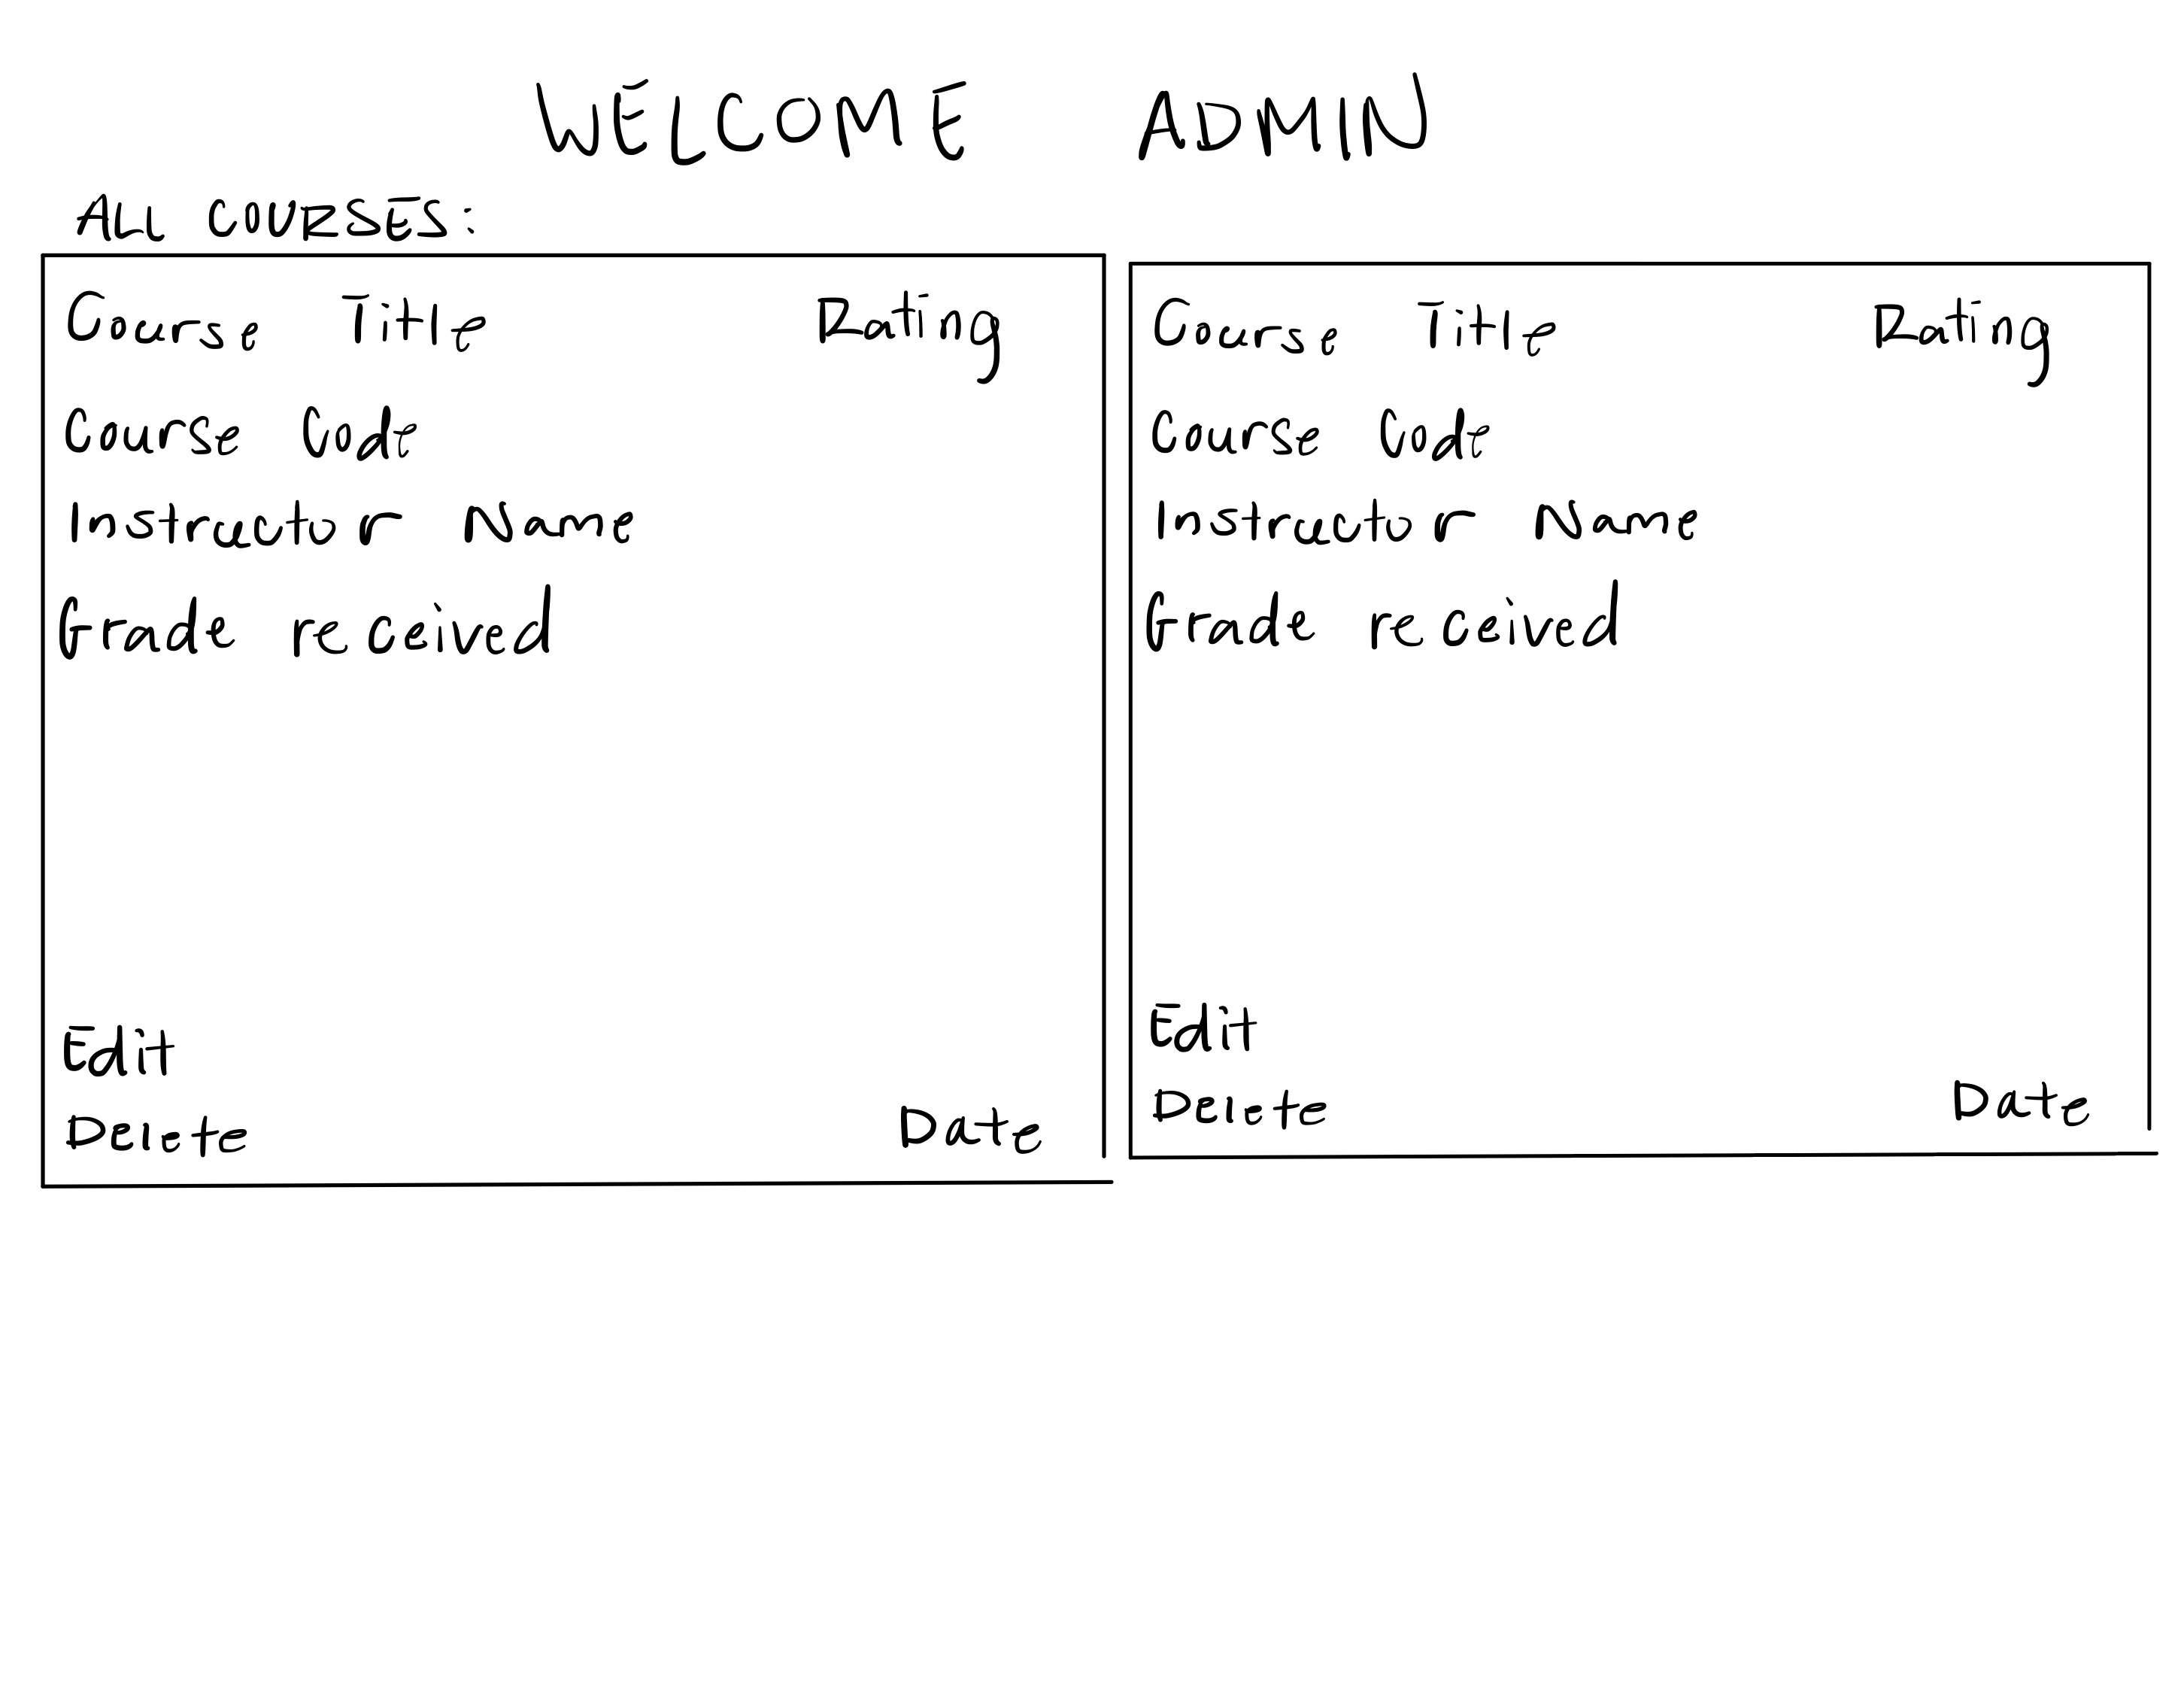 WELCOME ADMIN
ALL COURSES:
Course Title Rating
Course Code
Instructor Name
Grade received
Edit
Delete Date
Course Title Rating
Course Code
Instructor Name
Grade received
Edit
Delete Date